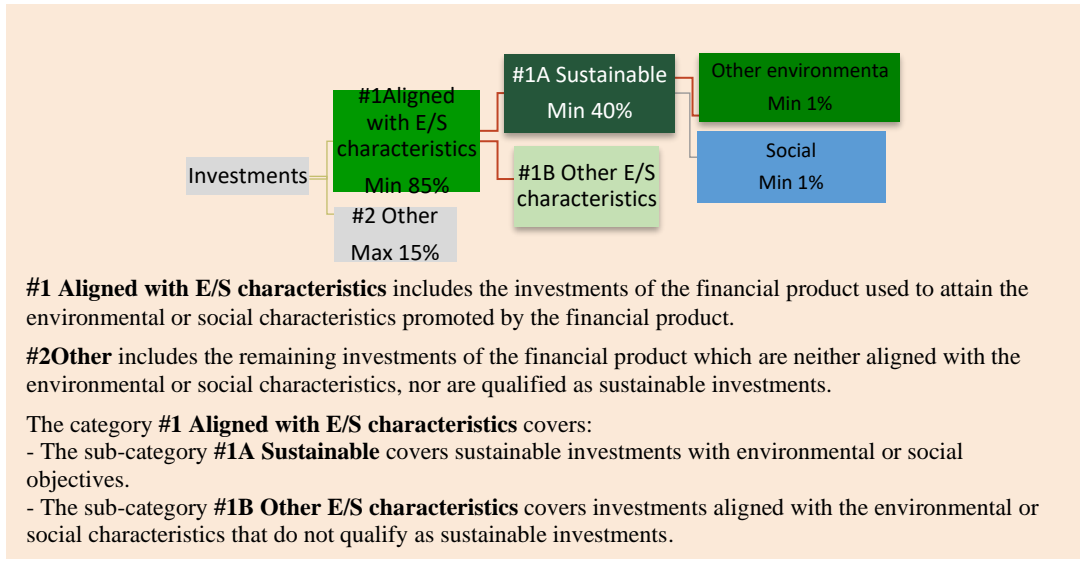 #1A Sustainable
Min 40%
Other environmenta
Min 1%
#1Aligned
with E/S
characteristics
Min 85%
Social
Min 1%
Investments
#1B Other E/S
characteristics
#2 Other
Max 15%
#1 Aligned with E/S characteristics includes the investments of the financial product used to attain the
environmental or social characteristics promoted by the financial product.
#2Other includes the remaining investments of the financial product which are neither aligned with the
environmental or social characteristics, nor are qualified as sustainable investments.
The category #1 Aligned with E/S characteristics covers:
- The sub-category #1A Sustainable covers sustainable investments with environmental or social
objectives.
- The sub-category #1B Other E/S characteristics covers investments aligned with the environmental or
social characteristics that do not qualify as sustainable investments.